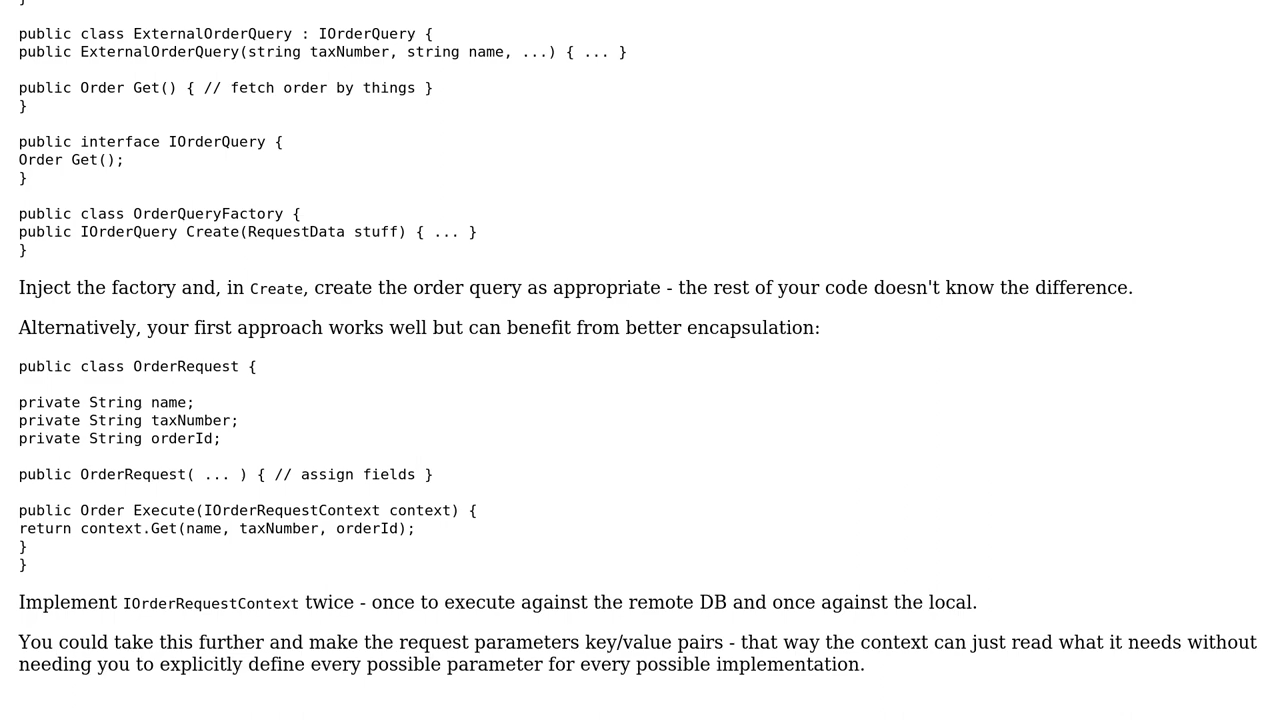 }
public class ExternalOrderQuery : IOrderQuery {
public ExternalOrderQuery(string taxNumber, string name, ...) { ... }
public Order Get() { // fetch order by things }
}
public interface IOrderQuery {
Order Get();
}
public class OrderQueryFactory {
public IOrderQuery Create(RequestData stuff) { ... }
}
Inject the factory and, in Create, create the order query as appropriate - the rest of your code doesn't know the difference.
Alternatively, your first approach works well but can benefit from better encapsulation:
public class OrderRequest {
private String name;
private String taxNumber;
private String orderId;
public OrderRequest( ... ) { // assign fields }
public Order Execute(IOrderRequestContext context) {
return context.Get(name, taxNumber, orderId);
}
}
Implement IOrderRequestContext twice - once to execute against the remote DB and once against the local.
You could take this further and make the request parameters key/value pairs - that way the context can just read what it needs without
needing you to explicitly define every possible parameter for every possible implementation.